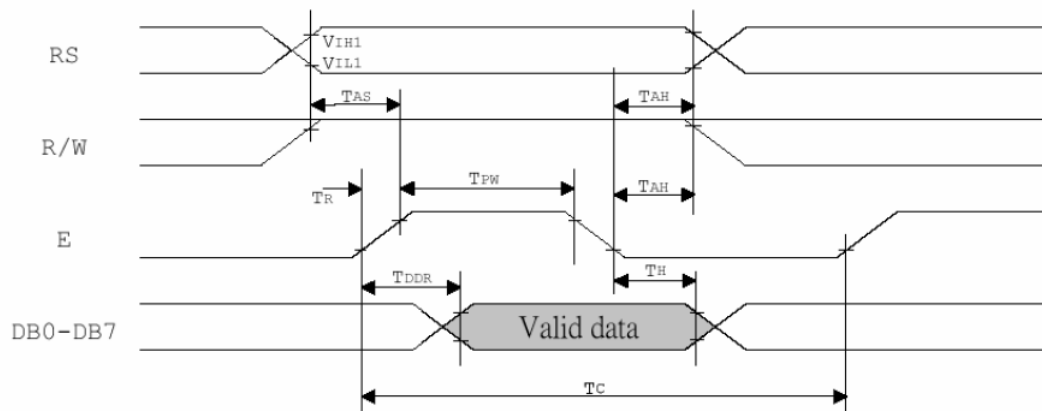 RS
VIH1
VIL1
TAS
TAH
R/W
TPW
TAH
TR
E
TDDR
TH
DB0-DB7
Valid data
TC